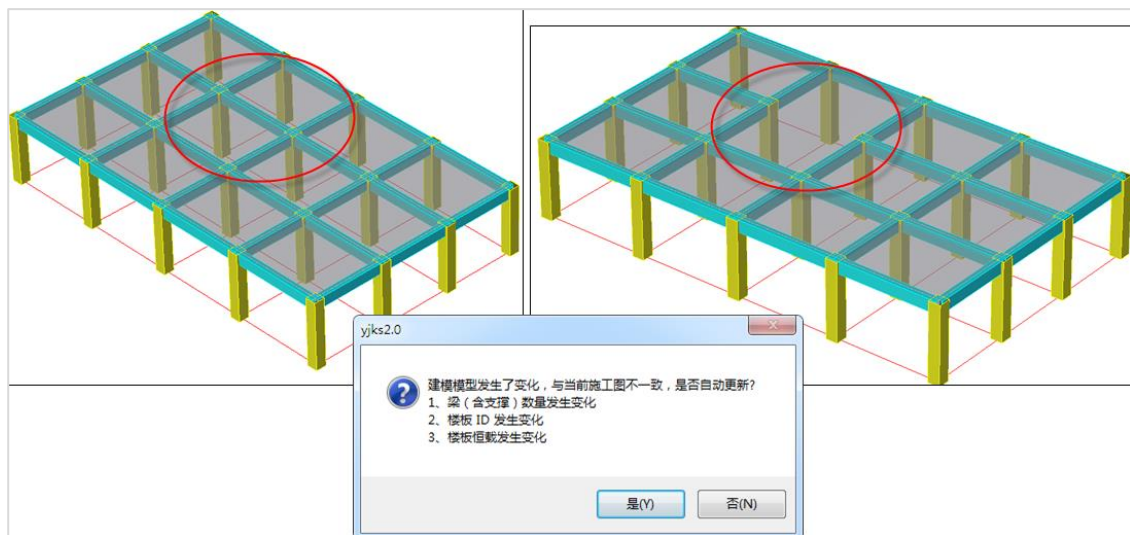 yjks2.0
建模模型发生了变化，与当前施工图不一致，是否自动更新？
1、梁（含支撑）数量发生变化
2、楼板 ID 发生变化
3、楼板恒载发生变化
是(Y)
否(N)